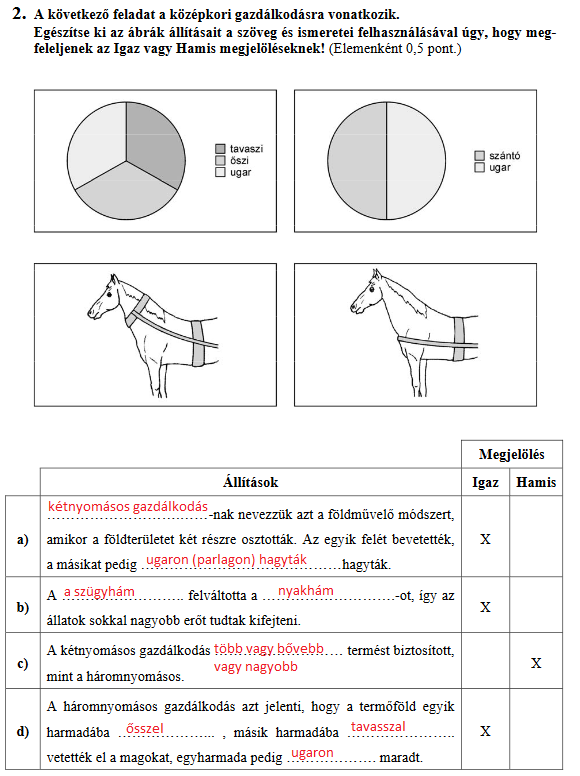 2. A következő feladat a középkori gazdálkodásra vonatkozik.
Egészítse ki az ábrák állításait a szöveg és ismeretei felhasználásával úgy, hogy meg-
feleljenek az Igaz vagy Hamis megjelöléseknek! (Elemenként 0,5 pont.)
tavaszi
őszi
ugar
szántó
ugar
Megjelölés
Állítások Igaz Hamis
kétnyomásos gazdálkodás
a) ................................-nak nevezzük azt a földművelő módszert,
amikor a földterületet két részre osztották. Az egyik felét bevetették, X
a másikat pedig ugaron (parlagon) hagyták hagyták.
b) A a szügyhám felváltotta a nyakhám-ot, így az X
állatok sokkal nagyobb erőt tudtak kifejteni.
c) A kétnyomásos gazdálkodás több vagy bővebb termést biztosított, X
vagy nagyobb
mint a háromnyomásos.
A háromnyomásos gazdálkodás azt jelenti, hogy a termőföld egyik
d) harmadába ősszel, másik harmadába tavasszal X
vetették el a magokat, egyharmada pedig ugaron maradt.